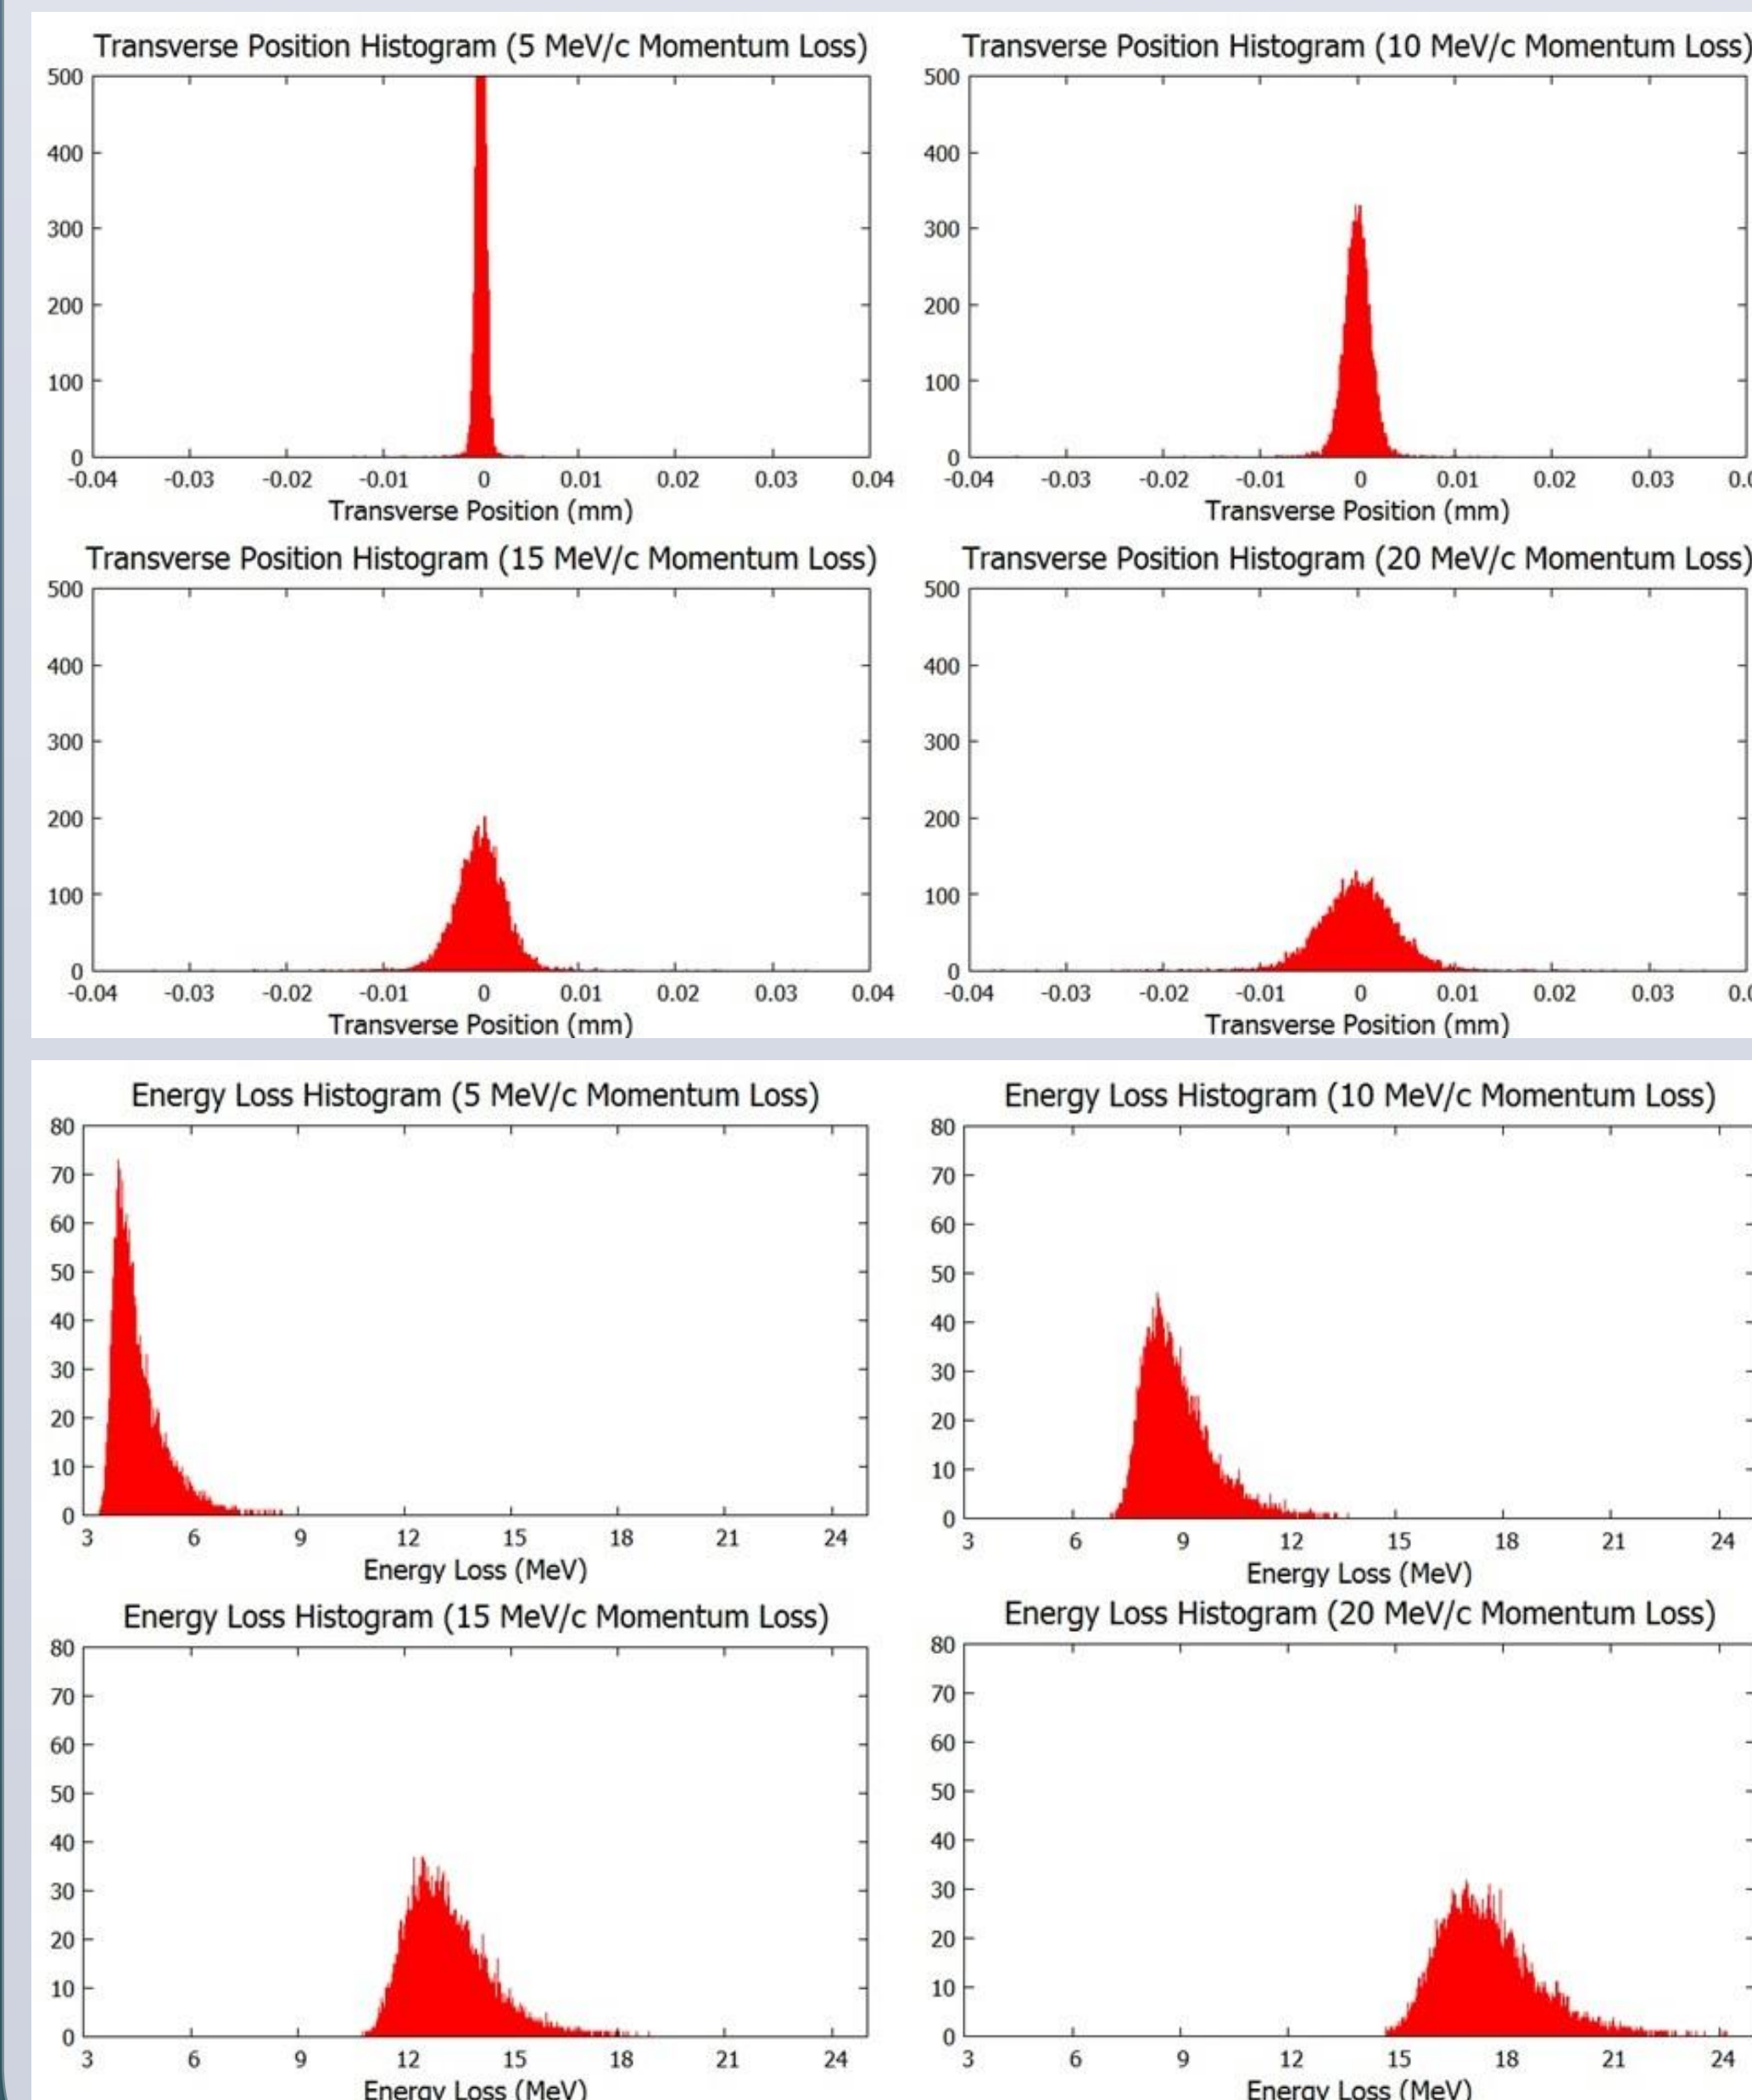 Transverse Position Histogram (5 MeV/c Momentum Loss)
500
400
300
200
100
0
-0.04 -0.03 -0.02 -0.01 0 0.01 0.02 0.03 0.04
Transverse Position (mm)
Transverse Position Histogram (10 MeV/c Momentum Loss)
500
400
300
200
100
0
-0.04 -0.03 -0.02 -0.01 0 0.01 0.02 0.03
Transverse Position (mm)
Transverse Position Histogram (15 MeV/c Momentum Loss)
500
400
300
200
100
0
-0.04 -0.03 -0.02 -0.01 0 0.01 0.02 0.03 0.04
Transverse Position (mm)
Transverse Position Histogram (20 MeV/c Momentum Loss)
500
400
300
200
100
0
-0.04 -0.03 -0.02 -0.01 0 0.01 0.02 0.03
Transverse Position (mm)
Energy Loss Histogram (5 MeV/c Momentum Loss)
80
70
60
50
40
30
20
10
0
3 6 9 12 15 18 21 24
Energy Loss (MeV)
Energy Loss Histogram (10 MeV/c Momentum Loss)
80
70
60
50
40
30
20
10
0
3 6 9 12 15 18 21 24
Energy Loss (MeV)
Energy Loss Histogram (15 MeV/c Momentum Loss)
80
70
60
50
40
30
20
10
0
3 6 9 12 15 18 21 24
Energy Loss (MeV)
Energy Loss Histogram (20 MeV/c Momentum Loss)
80
70
60
50
40
30
20
10
0
3 6 9 12 15 18 21 24
Energy Loss (MeV)